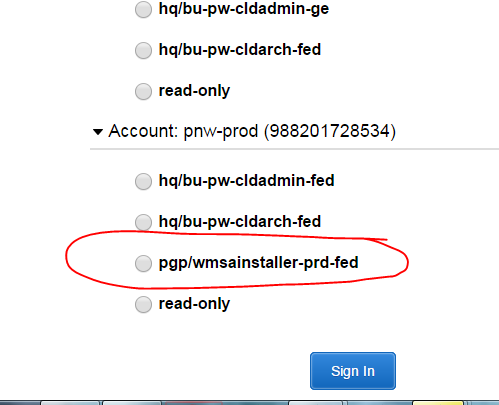 hq/bu-pw-cldadmin-ge
hq/bu-pw-cldarch-fed
read-only
Account: pnw-prod (988201728534)
hq/bu-pw-cldadmin-fed
hq/bu-pw-cldarch-fed
pgp/wmsainstaller-prd-fed
read-only
Sign In